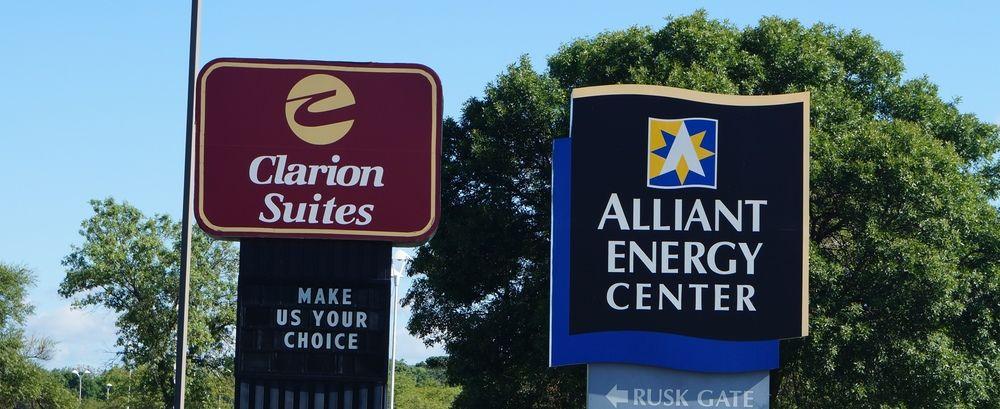 Clarion
Suites
MAKE
US YOUR
CHOICE
ALLIANT
ENERGY
CENTER
← RUSK GATE